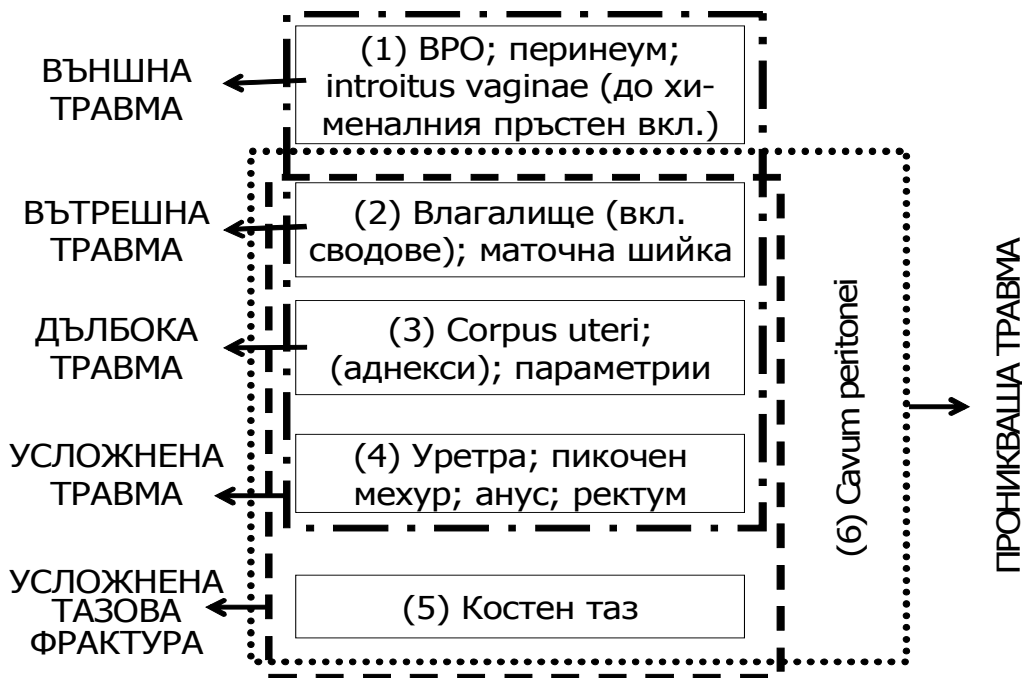 ВЪНШНА
ТРАВМА
(1) ВРО; перинеум;
introitus vaginae (до хи-
меналния пръстен вкл.)
ВЪТРЕШНА
ТРАВМА
(2) Влагалище (вкл.
сводове); маточна шийка
ДЪЛБОКА
ТРАВМА
(3) Corpus uteri;
(аднекси); параметрии
УСЛОЖНЕНА
ТРАВМА
(4) Уретра; пикочен
мехур; анус; ректум
УСЛОЖНЕНА
ТАЗОВА
ФРАКТУРА
(5) Костен таз
(6) Cavum peritonei
ПРОНИКВАЩА ТРАВМА